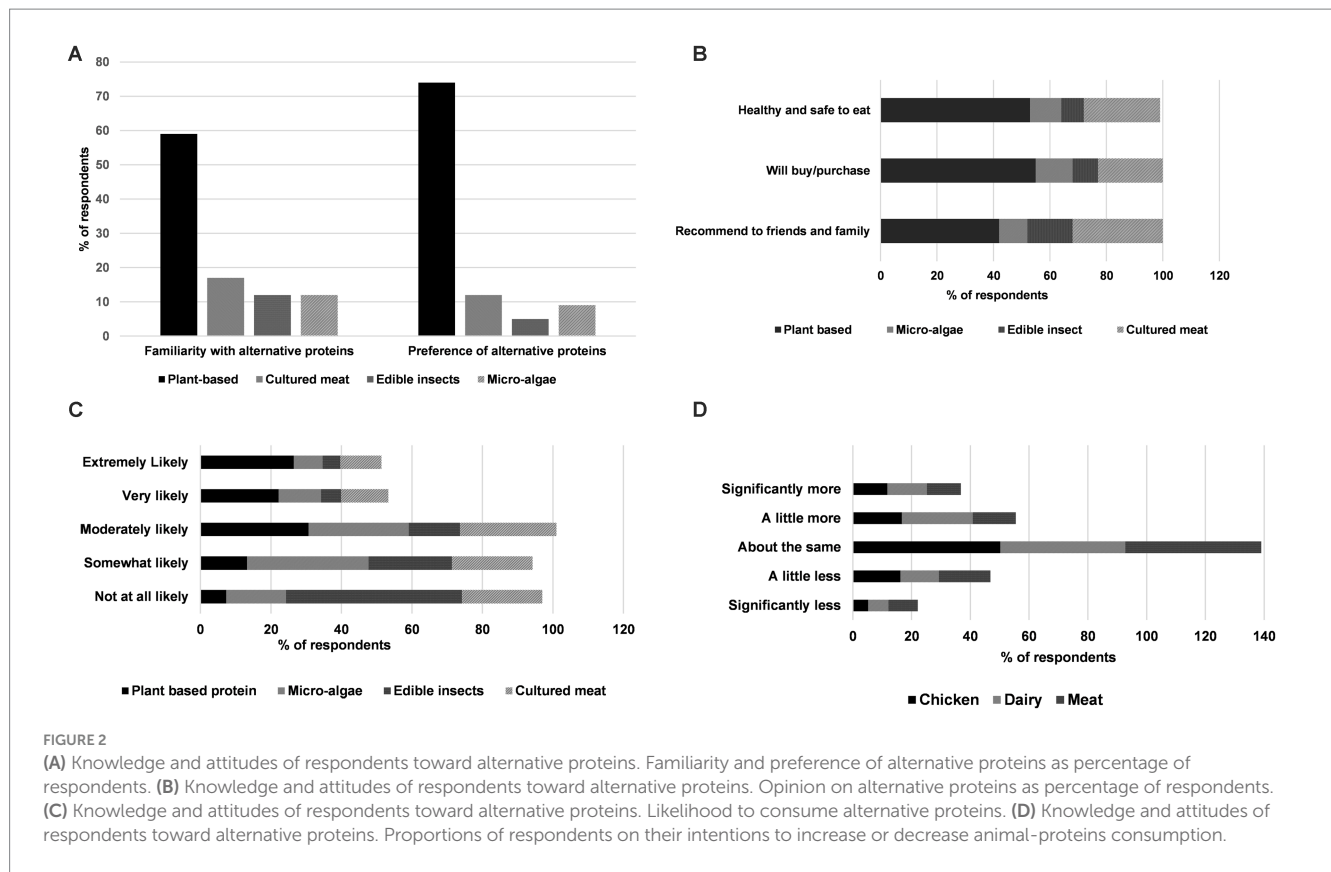 A
80
70
60
50
40
30
20
10
0
% of respondents
Familiarity with alternative proteins
Preference of alternative proteins
Plant-based
Cultured meat
Edible insects
Micro-algae
B
Healthy and safe to eat
Will buy/purchase
Recommend to friends and family
0 20 40 60 80 100 120
% of respondents
Plant based
Micro-algae
Edible insect
Cultured meat
C
Extremely Likely
Very likely
Moderately likely
Somewhat likely
Not at all likely
0 20 40 60 80 100 120
% of respondents
Plant based protein
Micro-algae
Edible insects
Cultured meat
D
Significantly more
A little more
About the same
A little less
Significantly less
0 20 40 60 80 100 120 140
% of respondents
Chicken
Dairy
Meat
FIGURE 2
(A) Knowledge and attitudes of respondents toward alternative proteins. Familiarity and preference of alternative proteins as percentage of
respondents. (B) Knowledge and attitudes of respondents toward alternative proteins. Opinion on alternative proteins as percentage of respondents.
(C) Knowledge and attitudes of respondents toward alternative proteins. Likelihood to consume alternative proteins. (D) Knowledge and attitudes of
respondents toward alternative proteins. Proportions of respondents on their intentions to increase or decrease animal-proteins consumption.